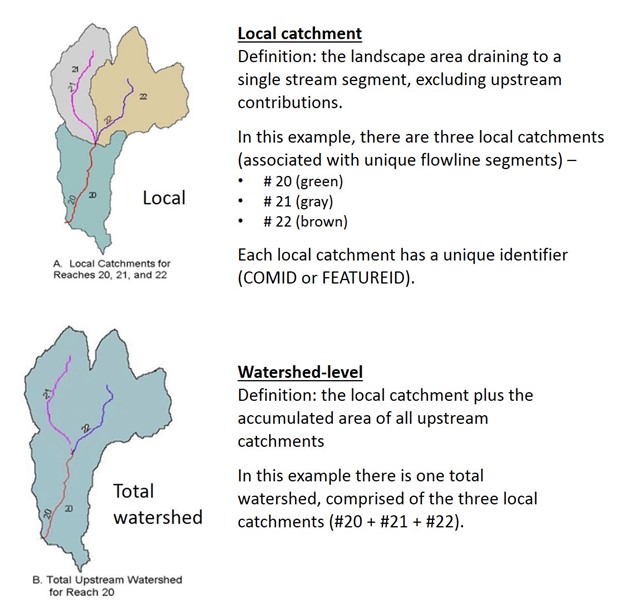 Local catchment
Definition: the landscape area draining to a
single stream segment, excluding upstream
contributions.
In this example, there are three local catchments
(associated with unique flowline segments) –
• # 20 (green)
• # 21 (gray)
• # 22 (brown)
Each local catchment has a unique identifier
(COMID or FEATUREID).
21
21
22
22
20
20
Local
A. Local Catchments for
Reaches 20, 21, and 22
Watershed-level
Definition: the local catchment plus the
accumulated area of all upstream
catchments
In this example there is one total
watershed, comprised of the three local
catchments (#20 + #21 + #22).
21
22
20
20
Total
watershed
B. Total Upstream Watershed
for Reach 20